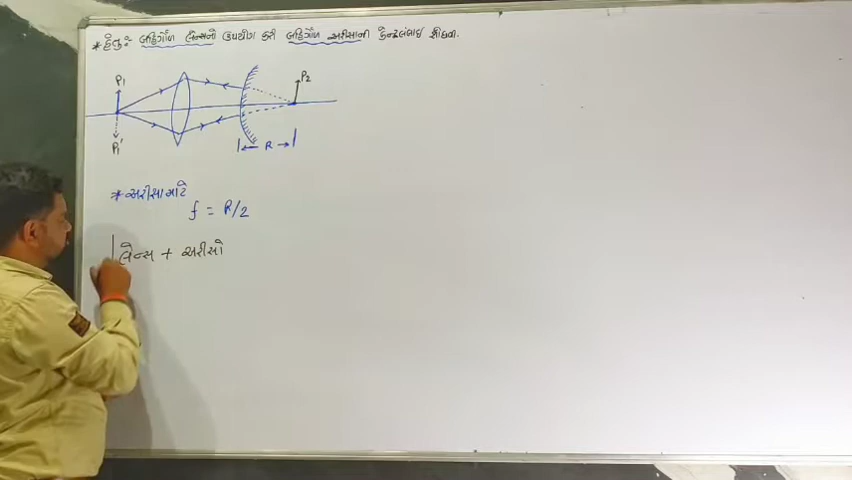 * હેતુ : બહિર્ગોળ લેન્સનો ઉપયોગ કરી બહિર્ગોળ અરીસાની કેન્દ્રલંબાઇ શોધવી.
P1 P2
P1' R
* અરીસા માટે
f = R/2
લેન્સ + અરીસો